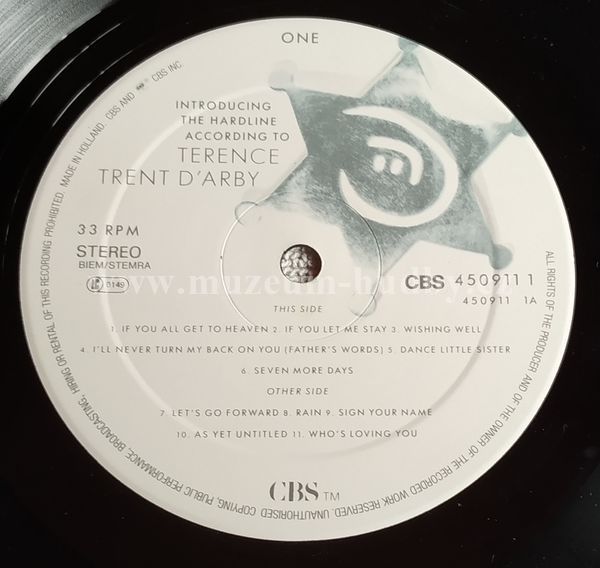 ONE
INTRODUCING
THE HARDLINE
ACCORDING TO
TERENCE
TRENT D'ARBY
33 RPM
STEREO
BIEM/STEMRA
LC 0149
www.muzeum-hudby.
CBS 450911 1
450911 1A
THIS SIDE
1. IF YOU ALL GET TO HEAVEN 2. IF YOU LET ME STAY 3. WISHING WELL
4. I'LL NEVER TURN MY BACK ON YOU (FATHER'S WORDS) 5. DANCE LITTLE SISTER
6. SEVEN MORE DAYS
OTHER SIDE
7. LET'S GO FORWARD 8. RAIN 9. SIGN YOUR NAME
10. AS YET UNTITLED 11. WHO'S LOVING YOU
CBS TM
ALL RIGHTS OF THE PRODUCER AND OF THE OWNER OF THE RECORDED WORK RESERVED. UNAUTHORISED COPYING, PUBLIC PERFORMANCE, BROADCASTING, HIRING OR RENTAL OF THIS RECORDING PROHIBITED. MADE IN HOLLAND. CBS AND ® CBS INC.